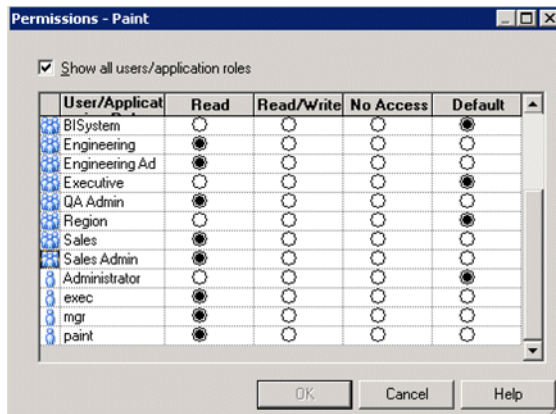 Permissions - Paint
Show all users/application roles
User/Applicat Read Read/Write No Access Default
BISystem
Engineering
Engineering Ad
Executive
QA Admin
Region
Sales
Sales Admin
Administrator
exec
mgr
paint
OK Cancel Help